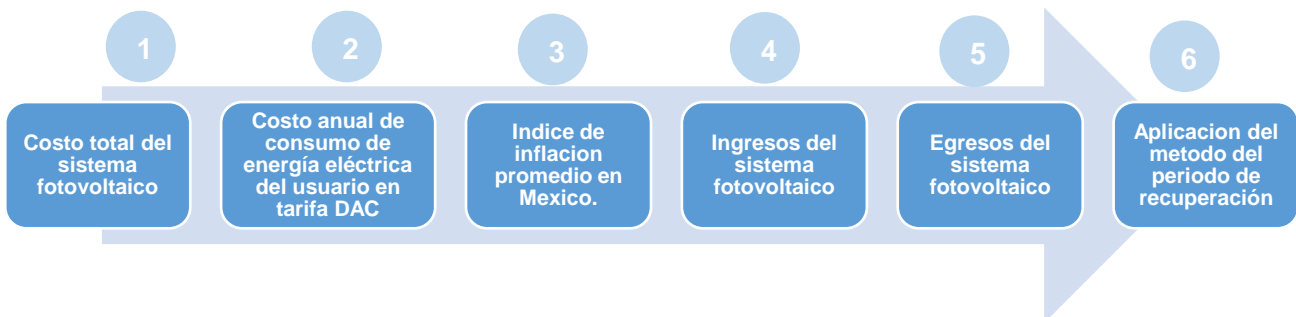 1
2
3
4
5
6
Costo total del
sistema
fotovoltaico
Costo anual de
consumo de
energía eléctrica
del usuario en
tarifa DAC
Indice de
inflacion
promedio en
Mexico.
Ingresos del
sistema
fotovoltaico
Egresos del
sistema
fotovoltaico
Aplicacion del
metodo del
periodo de
recuperación